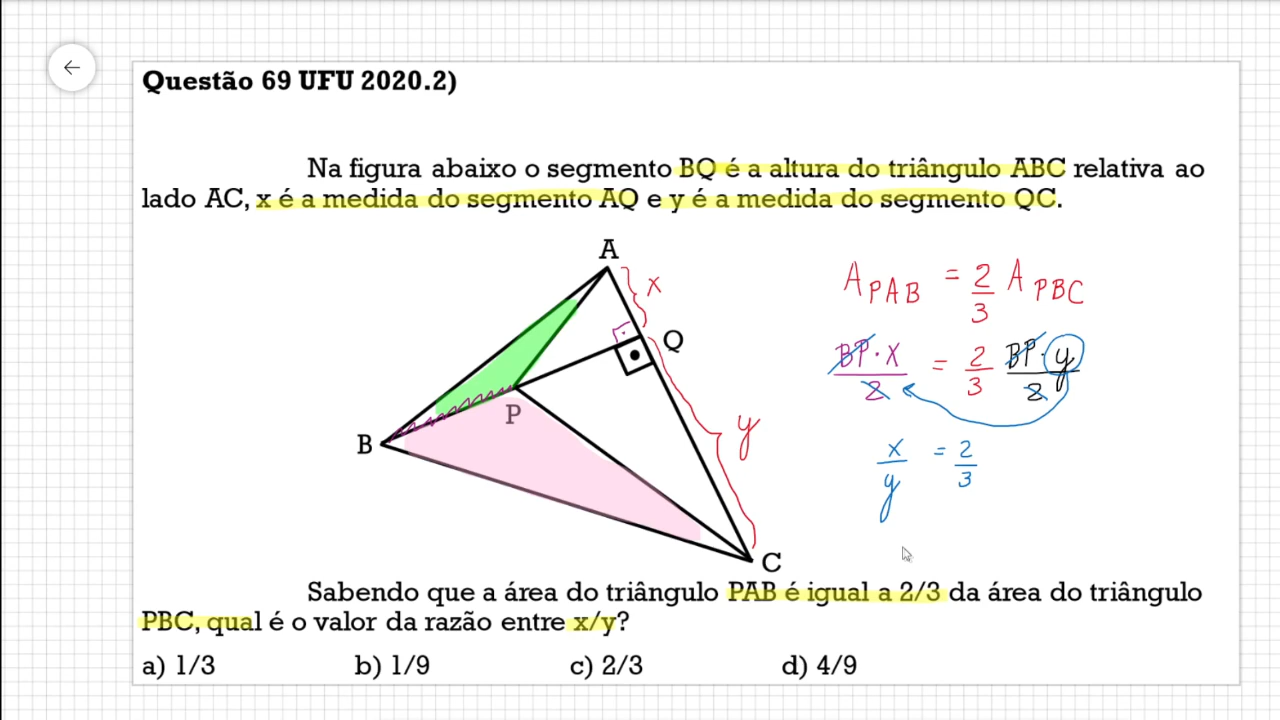 Questão 69 UFU 2020.2)
Na figura abaixo o segmento BQ é a altura do triângulo ABC relativa ao
lado AC, x é a medida do segmento AQ e y é a medida do segmento QC.
A
x
Q
P
B
y
C
A PAB = 2/3 A PBC
BP · x / 2 = 2/3 BP · y / 2
x/y = 2/3
Sabendo que a área do triângulo PAB é igual a 2/3 da área do triângulo
PBC, qual é o valor da razão entre x/y?
a) 1/3 b) 1/9 c) 2/3 d) 4/9